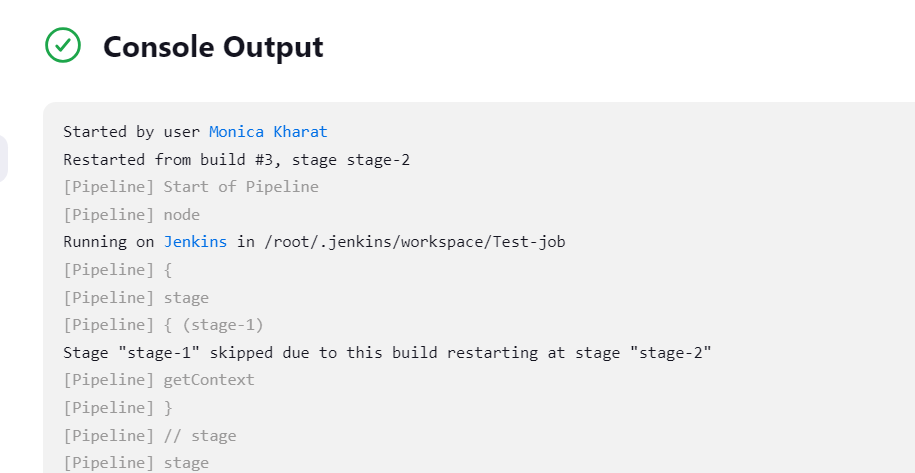 Console Output
Started by user Monica Kharat
Restarted from build #3, stage stage-2
[Pipeline] Start of Pipeline
[Pipeline] node
Running on Jenkins in /root/.jenkins/workspace/Test-job
[Pipeline] {
[Pipeline] stage
[Pipeline] { (stage-1)
Stage "stage-1" skipped due to this build restarting at stage "stage-2"
[Pipeline] getContext
[Pipeline] }
[Pipeline] // stage
[Pipeline] stage